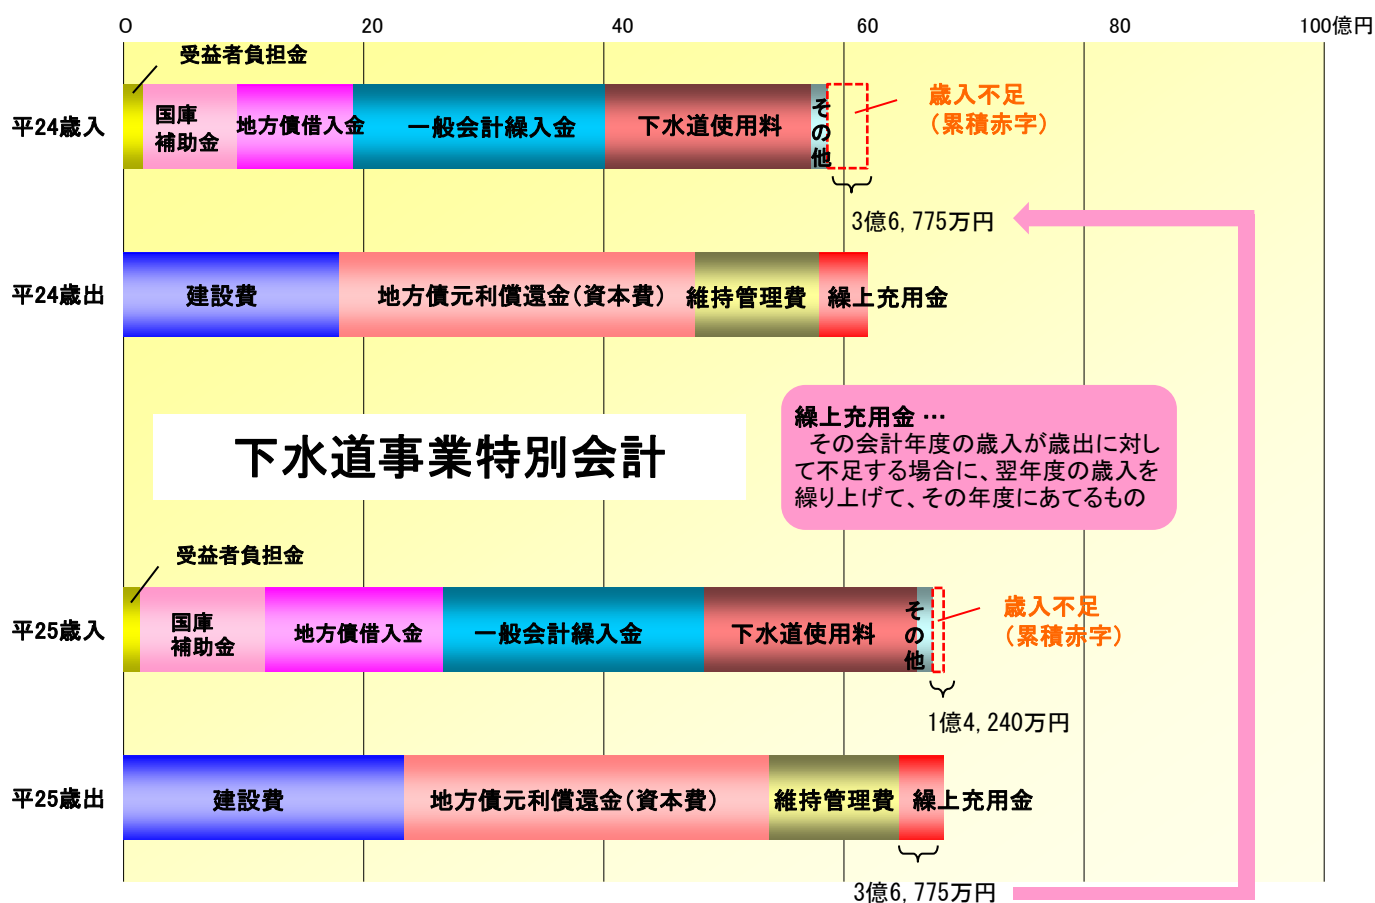 0 20 40 60 80 100億円
受益者負担金
平24歳入
国庫
補助金
地方債借入金
一般会計繰入金
下水道使用料
その他
歳入不足
（累積赤字）
3億6,775万円
平24歳出
建設費
地方債元利償還金（資本費）
維持管理費
繰上充用金
下水道事業特別会計
繰上充用金 …
その会計年度の歳入が歳出に対し
て不足する場合に、翌年度の歳入を
繰り上げて、その年度にあてるもの
受益者負担金
平25歳入
国庫
補助金
地方債借入金
一般会計繰入金
下水道使用料
その他
歳入不足
（累積赤字）
1億4,240万円
平25歳出
建設費
地方債元利償還金（資本費）
維持管理費
繰上充用金
3億6,775万円